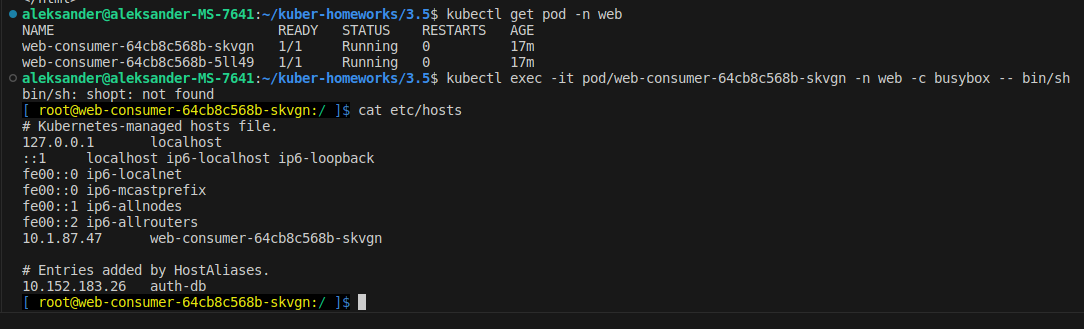 </html>
aleksander@aleksander-MS-7641:~/kuber-homeworks/3.5$ kubectl get pod -n web
NAME                            READY   STATUS    RESTARTS   AGE
web-consumer-64cb8c568b-skvgn   1/1     Running   0          17m
web-consumer-64cb8c568b-5ll49   1/1     Running   0          17m
aleksander@aleksander-MS-7641:~/kuber-homeworks/3.5$ kubectl exec -it pod/web-consumer-64cb8c568b-skvgn -n web -c busybox -- bin/sh
bin/sh: shopt: not found
[ root@web-consumer-64cb8c568b-skvgn:/ ]$ cat etc/hosts
# Kubernetes-managed hosts file.
127.0.0.1       localhost
::1     localhost ip6-localhost ip6-loopback
fe00::0 ip6-localnet
fe00::0 ip6-mcastprefix
fe00::1 ip6-allnodes
fe00::2 ip6-allrouters
10.1.87.47      web-consumer-64cb8c568b-skvgn

# Entries added by HostAliases.
10.152.183.26   auth-db
[ root@web-consumer-64cb8c568b-skvgn:/ ]$